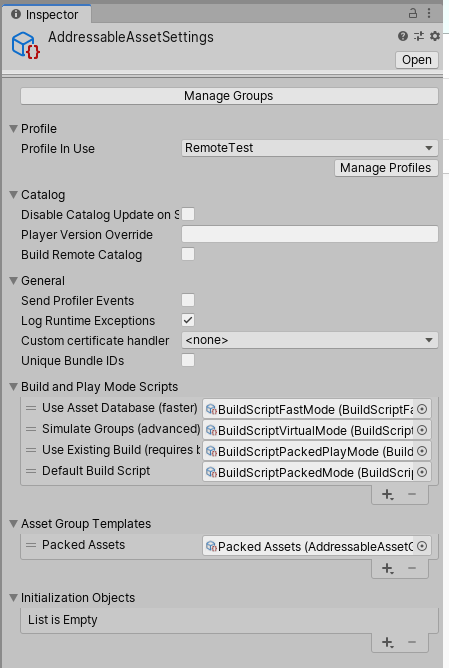 Inspector
AddressableAssetSettings
Open
Manage Groups
Profile
Profile In Use RemoteTest
Manage Profiles
Catalog
Disable Catalog Update on S
Player Version Override
Build Remote Catalog
General
Send Profiler Events
Log Runtime Exceptions
Custom certificate handler <none>
Unique Bundle IDs
Build and Play Mode Scripts
Use Asset Database (faster) BuildScriptFastMode (BuildScriptFa
Simulate Groups (advanced) BuildScriptVirtualMode (BuildScript
Use Existing Build (requires b BuildScriptPackedPlayMode (Build
Default Build Script BuildScriptPackedMode (BuildScrip
Asset Group Templates
Packed Assets Packed Assets (AddressableAssetG
Initialization Objects
List is Empty